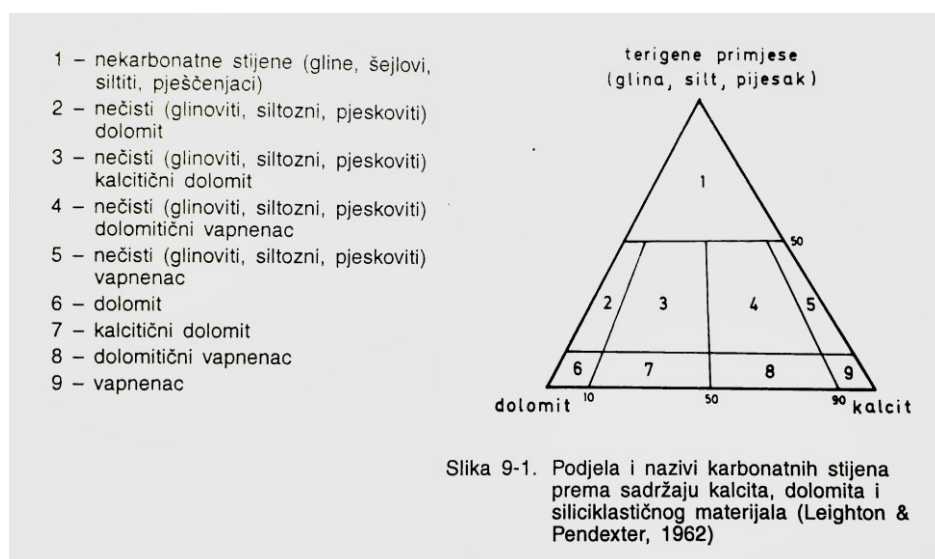 1 – nekarbonatne stijene (gline, šejlovi,
siltiti, pješčenjaci)
2 – nečisti (glinoviti, siltozni, pjeskoviti)
dolomit
3 – nečisti (glinoviti, siltozni, pjeskoviti)
kalcitični dolomit
4 – nečisti (glinoviti, siltozni, pjeskoviti)
dolomitični vapnenac
5 – nečisti (glinoviti, siltozni, pjeskoviti)
vapnenac
6 – dolomit
7 – kalcitični dolomit
8 – dolomitični vapnenac
9 – vapnenac
terigene primjese
(glina, silt, pijesak)
1
50
2 3 4 5
6 7 8 9
dolomit 10 50 90 kalcit
Slika 9-1. Podjela i nazivi karbonatnih stijena
prema sadržaju kalcita, dolomita i
siliciklastičnog materijala (Leighton &
Pendexter, 1962)